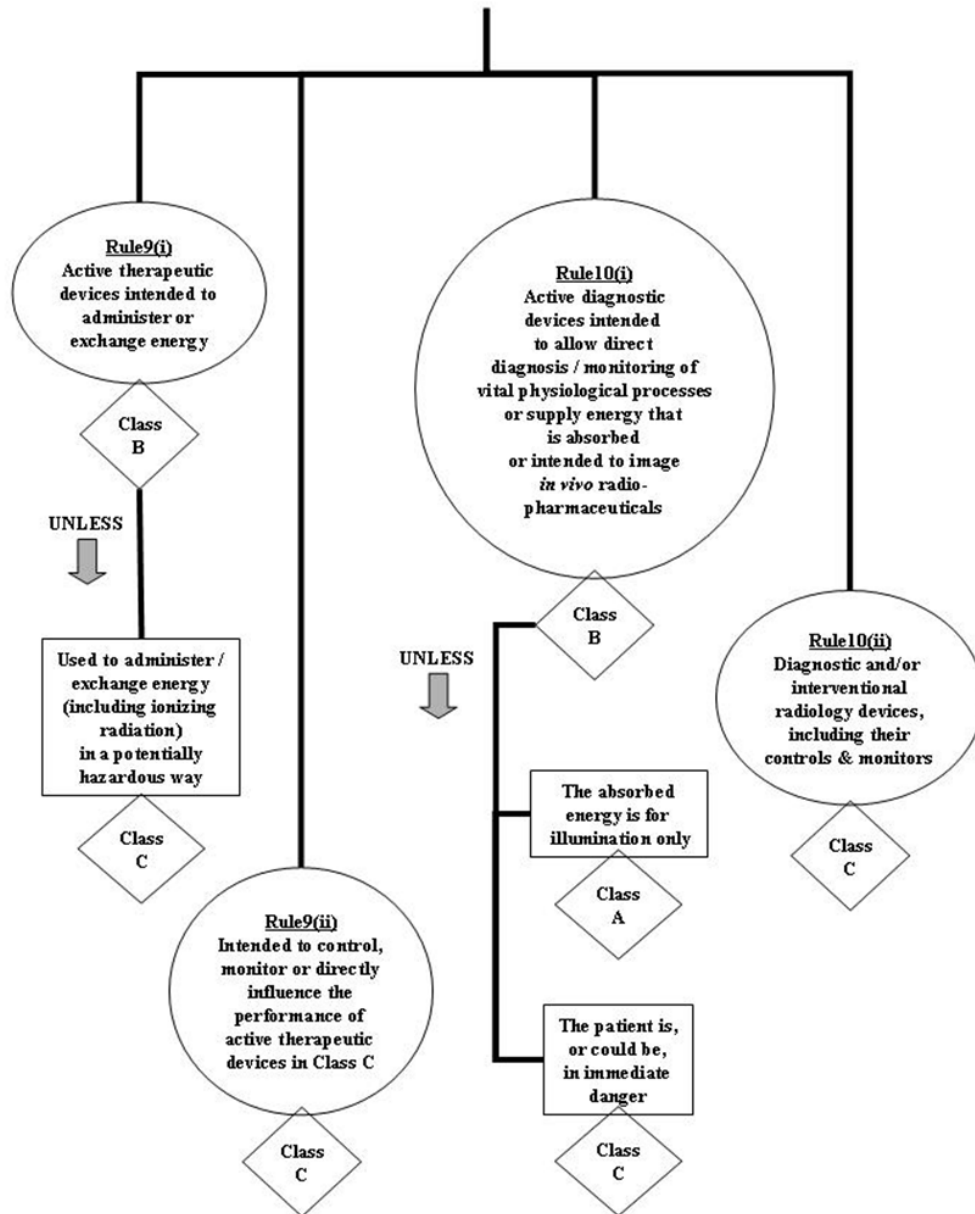 Rule9(i)
Active therapeutic
devices intended to
administer or
exchange energy
Class
B
UNLESS
Used to administer /
exchange energy
(including ionizing
radiation)
in a potentially
hazardous way
Class
C
Rule9(ii)
Intended to control,
monitor or directly
influence the
performance of
active therapeutic
devices in Class C
Class
C
Rule10(i)
Active diagnostic
devices intended
to allow direct
diagnosis / monitoring of
vital physiological processes
or supply energy that
is absorbed
or intended to image
in vivo radio-
pharmaceuticals
Class
B
UNLESS
The absorbed
energy is for
illumination only
Class
A
The patient is,
or could be,
in immediate
danger
Class
C
Rule10(ii)
Diagnostic and/or
interventional
radiology devices,
including their
controls & monitors
Class
C